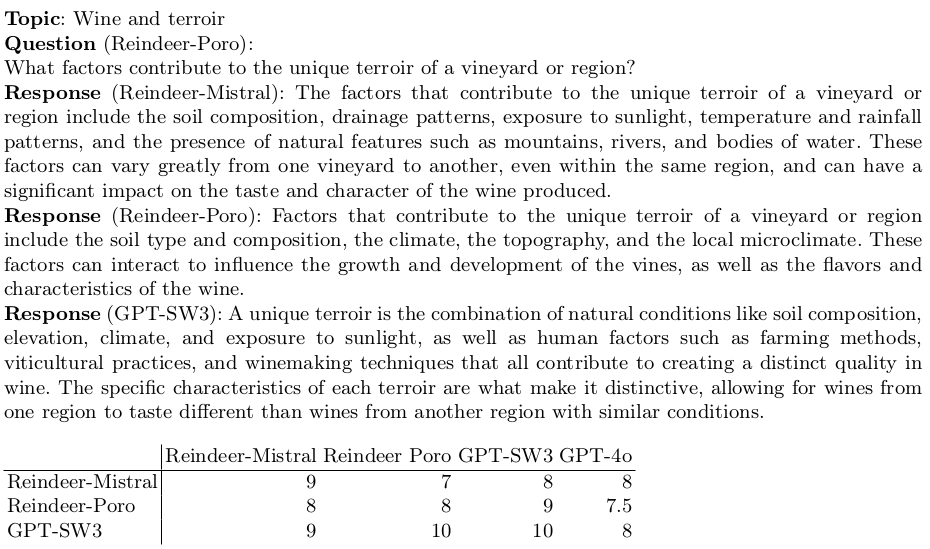 Topic: Wine and terroir
Question (Reindeer-Poro):
What factors contribute to the unique terroir of a vineyard or region?
Response (Reindeer-Mistral): The factors that contribute to the unique terroir of a vineyard or
region include the soil composition, drainage patterns, exposure to sunlight, temperature and rainfall
patterns, and the presence of natural features such as mountains, rivers, and bodies of water. These
factors can vary greatly from one vineyard to another, even within the same region, and can have a
significant impact on the taste and character of the wine produced.
Response (Reindeer-Poro): Factors that contribute to the unique terroir of a vineyard or region
include the soil type and composition, the climate, the topography, and the local microclimate. These
factors can interact to influence the growth and development of the vines, as well as the flavors and
characteristics of the wine.
Response (GPT-SW3): A unique terroir is the combination of natural conditions like soil composition,
elevation, climate, and exposure to sunlight, as well as human factors such as farming methods,
viticultural practices, and winemaking techniques that all contribute to creating a distinct quality in
wine. The specific characteristics of each terroir are what make it distinctive, allowing for wines from
one region to taste different than wines from another region with similar conditions.
Reindeer-Mistral Reindeer Poro GPT-SW3 GPT-4o
Reindeer-Mistral 9 7 8 8
Reindeer-Poro 8 8 9 7.5
GPT-SW3 9 10 10 8